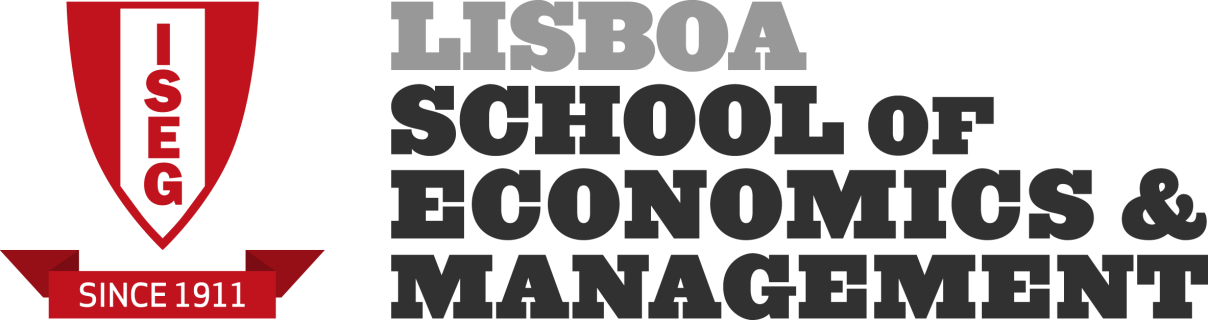 ISEG
SINCE 1911
LISBOA
SCHOOL OF
ECONOMICS &
MANAGEMENT